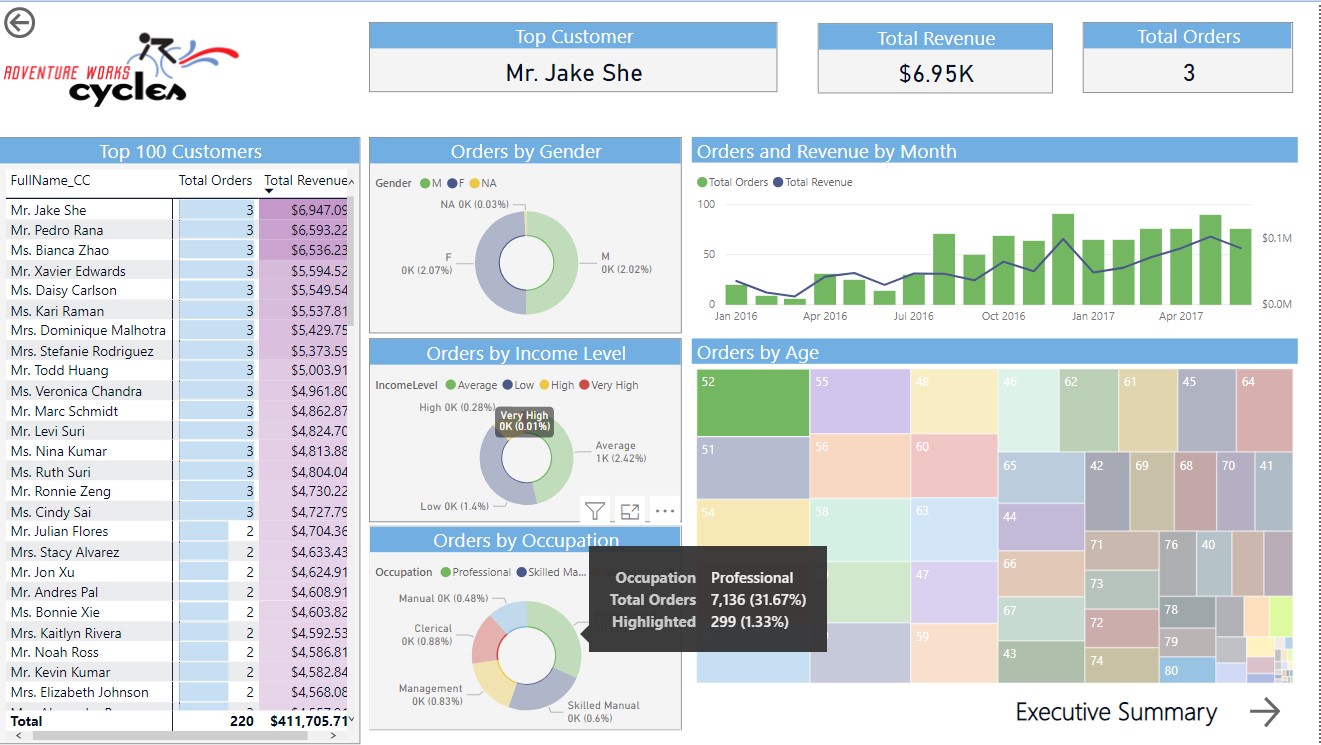 ADVENTURE WORKS
cycles
Top Customer
Mr. Jake She
Total Revenue
$6.95K
Total Orders
3
Top 100 Customers
FullName_CC Total Orders Total Revenue
Mr. Jake She 3 $6,947.09
Mr. Pedro Rana 3 $6,593.22
Ms. Bianca Zhao 3 $6,536.23
Mr. Xavier Edwards 3 $5,594.52
Ms. Daisy Carlson 3 $5,549.54
Ms. Kari Raman 3 $5,537.81
Mrs. Dominique Malhotra 3 $5,429.75
Mrs. Stefanie Rodriguez 3 $5,373.59
Mr. Todd Huang 3 $5,003.91
Ms. Veronica Chandra 3 $4,961.80
Mr. Marc Schmidt 3 $4,862.87
Mr. Levi Suri 3 $4,824.70
Ms. Nina Kumar 3 $4,813.88
Ms. Ruth Suri 3 $4,804.04
Mr. Ronnie Zeng 3 $4,730.22
Ms. Cindy Sai 3 $4,727.79
Mr. Julian Flores 2 $4,704.36
Mrs. Stacy Alvarez 2 $4,633.43
Mr. Jon Xu 2 $4,624.91
Mr. Andres Pal 2 $4,608.91
Ms. Bonnie Xie 2 $4,603.82
Mrs. Kaitlyn Rivera 2 $4,592.53
Mr. Noah Ross 2 $4,586.81
Mr. Kevin Kumar 2 $4,582.84
Mrs. Elizabeth Johnson 2 $4,568.08
Total 220 $411,705.71
Orders by Gender
Gender M F NA
NA 0K (0.03%)
F
0K (2.07%)
M
0K (2.02%)
Orders by Income Level
IncomeLevel Average Low High Very High
High 0K (0.28%)
Very High
0K (0.01%)
Average
1K (2.42%)
Low 0K (1.4%)
Orders by Occupation
Occupation Professional Skilled Ma...
Manual 0K (0.48%)
Clerical
0K (0.88%)
Management
0K (0.83%)
Skilled Manual
0K (0.6%)
Occupation Professional
Total Orders 7,136 (31.67%)
Highlighted 299 (1.33%)
Orders and Revenue by Month
Total Orders Total Revenue
100
50
0
$0.1M
$0.0M
Jan 2016 Apr 2016 Jul 2016 Oct 2016 Jan 2017 Apr 2017
Orders by Age
52 55 48 46 62 61 45 64
51 56 60 65 42 69 68 70 41
54 58 63 44 71 76 40
66 73
47 67 72 78
59 43 74 79
80
Executive Summary